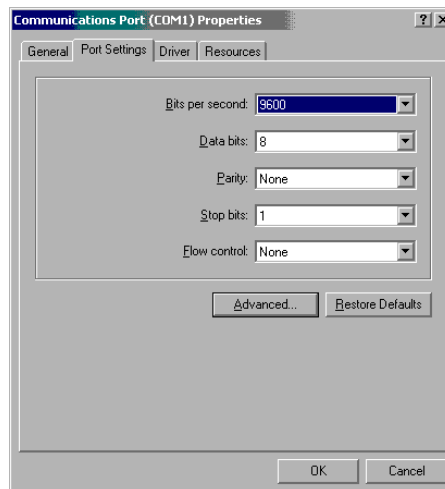 Communications Port (COM1) Properties
General Port Settings Driver Resources
Bits per second: 9600
Data bits: 8
Parity: None
Stop bits: 1
Flow control: None
Advanced... Restore Defaults
OK Cancel